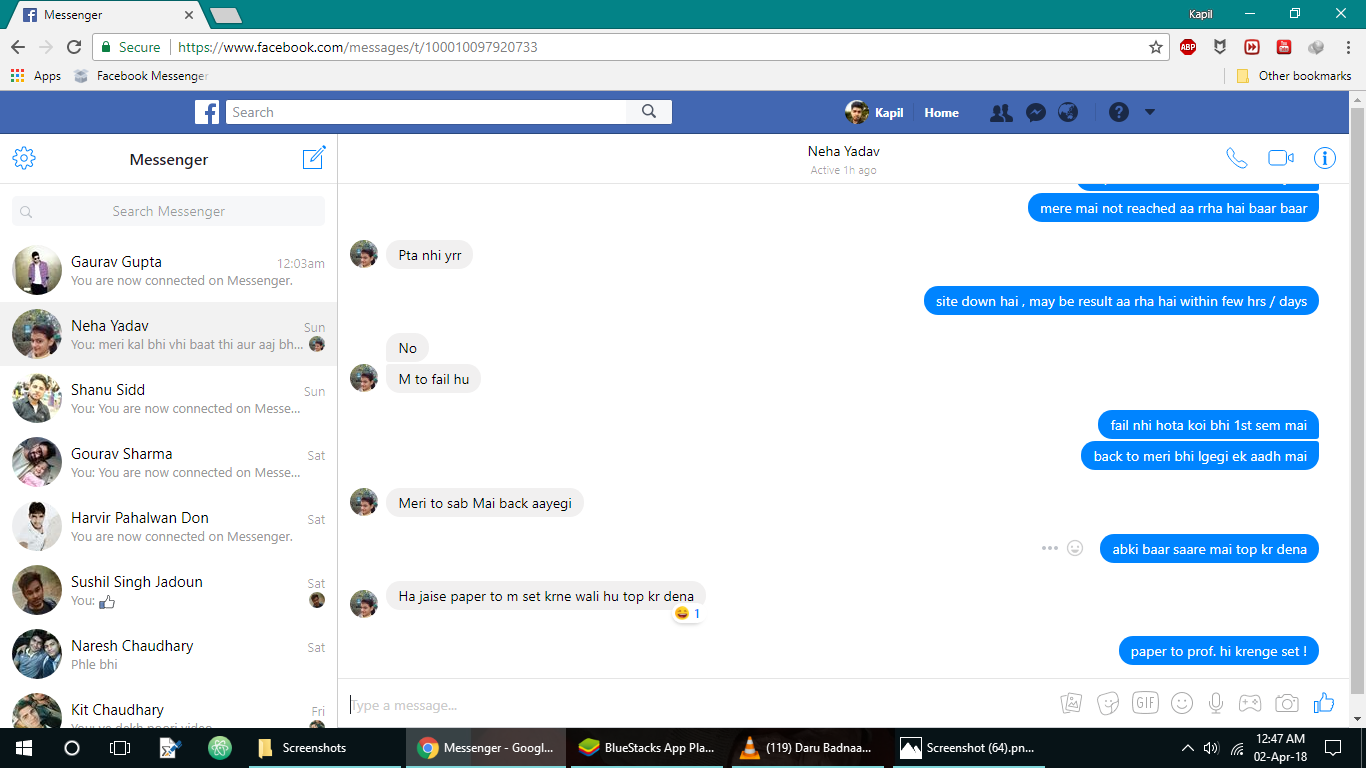 Messenger
Kapil
Secure
https://www.facebook.com/messages/t/100010097920733
ABP
Apps
Facebook Messenger
Other bookmarks
Search
Kapil
Home
Messenger
Neha Yadav
Active 1h ago
Search Messenger
Gaurav Gupta
12:03am
You are now connected on Messenger.
Neha Yadav
Sun
You: meri kal bhi vhi baat thi aur aaj bh...
Shanu Sidd
Sun
You: You are now connected on Messe...
Gourav Sharma
Sat
You: You are now connected on Messe...
Harvir Pahalwan Don
Sat
You are now connected on Messenger.
Sushil Singh Jadoun
Sat
You:
Naresh Chaudhary
Sat
Phle bhi
Kit Chaudhary
Fri
mere mai not reached aa rrha hai baar baar
Pta nhi yrr
site down hai , may be result aa rha hai within few hrs / days
No
M to fail hu
fail nhi hota koi bhi 1st sem mai
back to meri bhi lgegi ek aadh mai
Meri to sab Mai back aayegi
abki baar saare mai top kr dena
Ha jaise paper to m set krne wali hu top kr dena
1
paper to prof. hi krenge set !
Type a message...
GIF
Screenshots
Messenger - Googl...
BlueStacks App Pla...
(119) Daru Badnaa...
Screenshot (64).pn...
12:47 AM
02-Apr-18